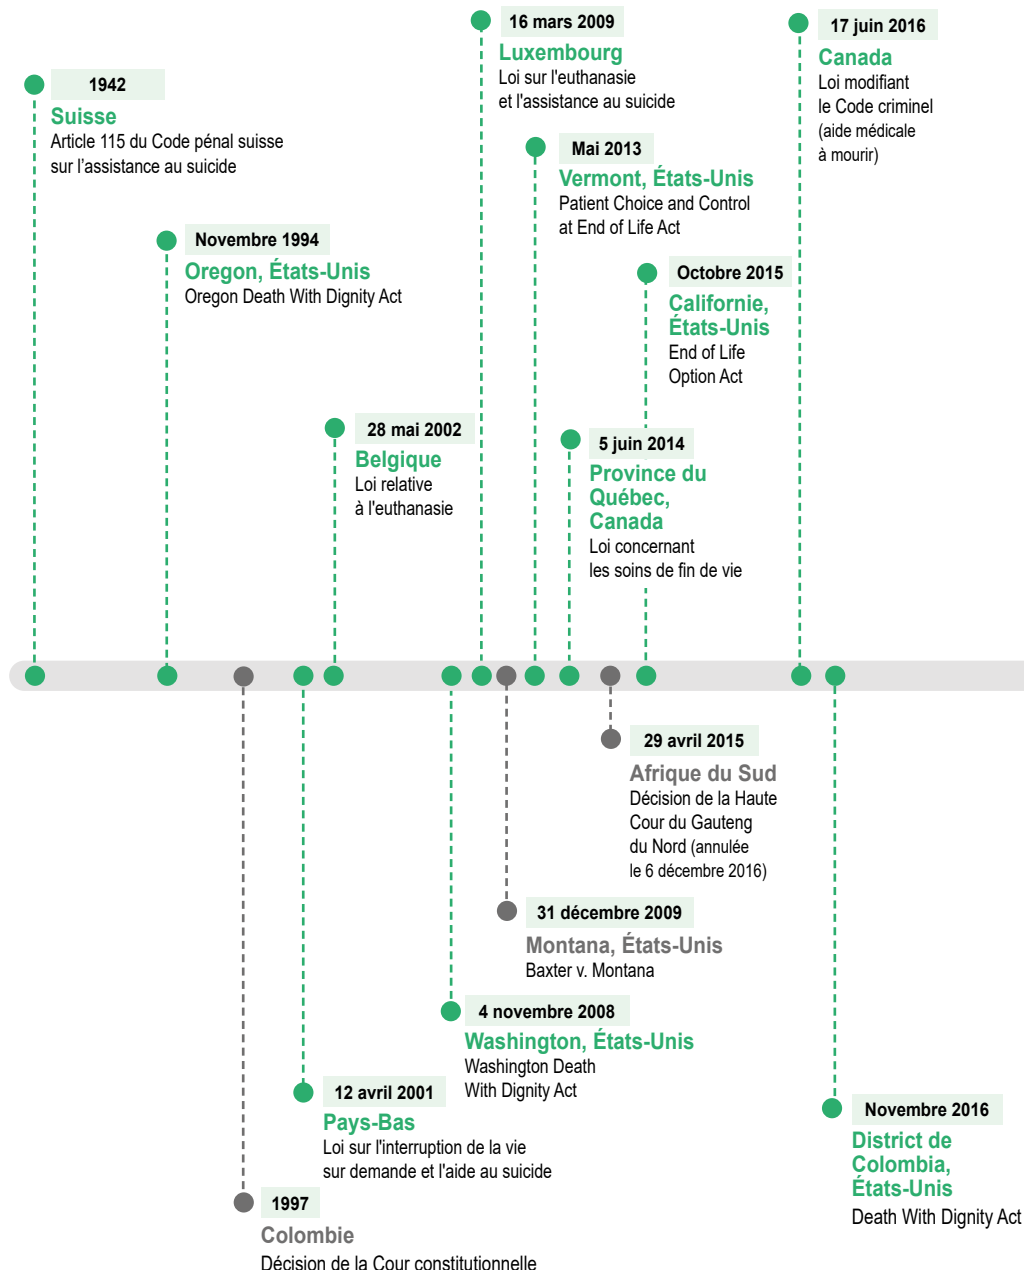 1942
Suisse
Article 115 du Code pénal suisse
sur l’assistance au suicide
Novembre 1994
Oregon, États-Unis
Oregon Death With Dignity Act
28 mai 2002
Belgique
Loi relative
à l'euthanasie
16 mars 2009
Luxembourg
Loi sur l'euthanasie
et l'assistance au suicide
Mai 2013
Vermont, États-Unis
Patient Choice and Control
at End of Life Act
5 juin 2014
Province du
Québec,
Canada
Loi concernant
les soins de fin de vie
Octobre 2015
Californie,
États-Unis
End of Life
Option Act
17 juin 2016
Canada
Loi modifiant
le Code criminel
(aide médicale
à mourir)
1997
Colombie
Décision de la Cour constitutionnelle
12 avril 2001
Pays-Bas
Loi sur l'interruption de la vie
sur demande et l'aide au suicide
4 novembre 2008
Washington, États-Unis
Washington Death
With Dignity Act
31 décembre 2009
Montana, États-Unis
Baxter v. Montana
29 avril 2015
Afrique du Sud
Décision de la Haute
Cour du Gauteng
du Nord (annulée
le 6 décembre 2016)
Novembre 2016
District de
Colombia,
États-Unis
Death With Dignity Act